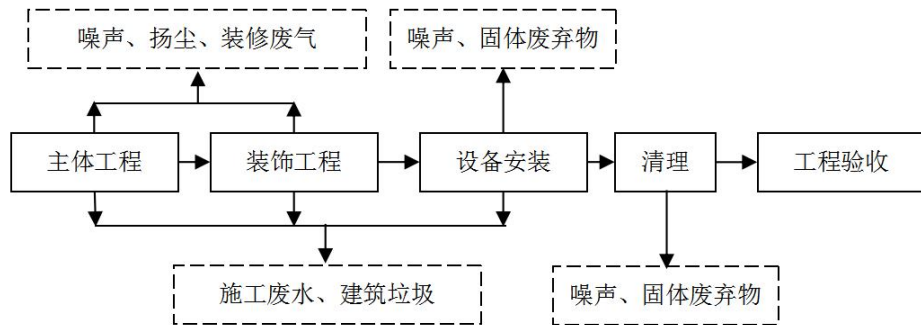 噪声、扬尘、装修废气
噪声、固体废弃物
主体工程
装饰工程
设备安装
清理
工程验收
施工废水、建筑垃圾
噪声、固体废弃物